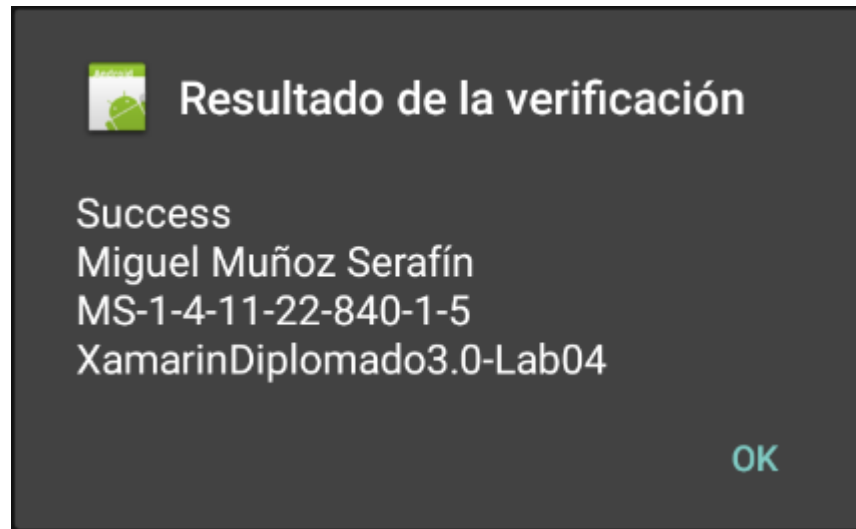 Android
Resultado de la verificación
Success
Miguel Muñoz Serafín
MS-1-4-11-22-840-1-5
XamarinDiplomado3.0-Lab04
OK